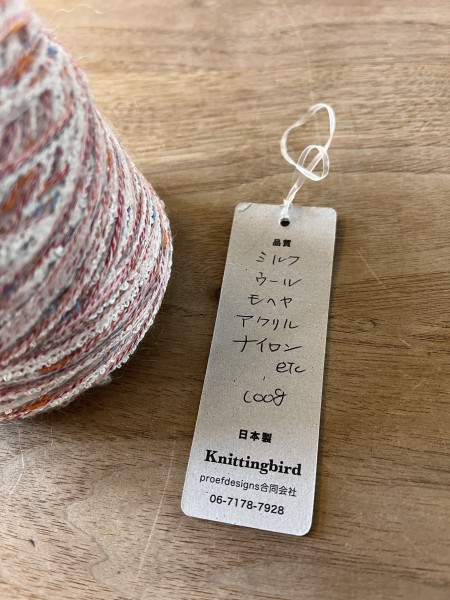 品質
ミルク
ウール
モヘヤ
アクリル
ナイロン
etc
100g
日本製
Knittingbird
proefdesigns合同会社
06-7178-7928